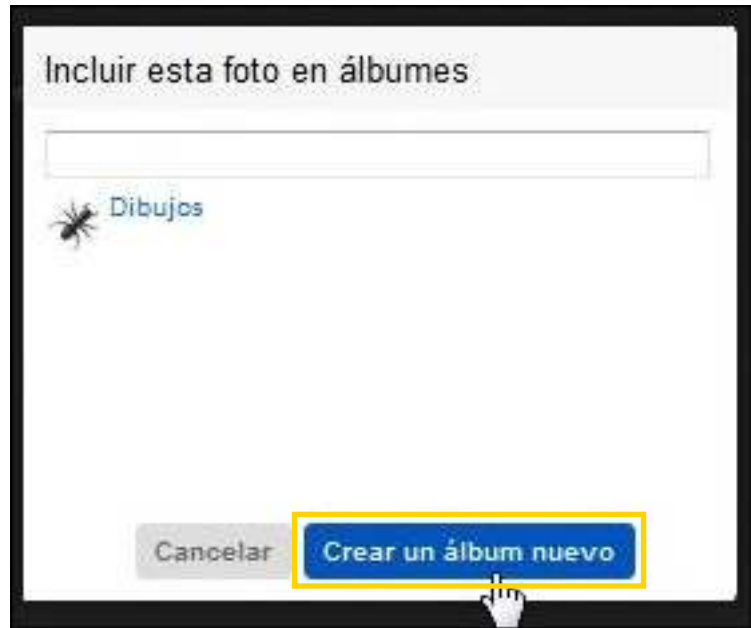 Incluir esta foto en álbumes
Dibujos
Cancelar
Crear un álbum nuevo